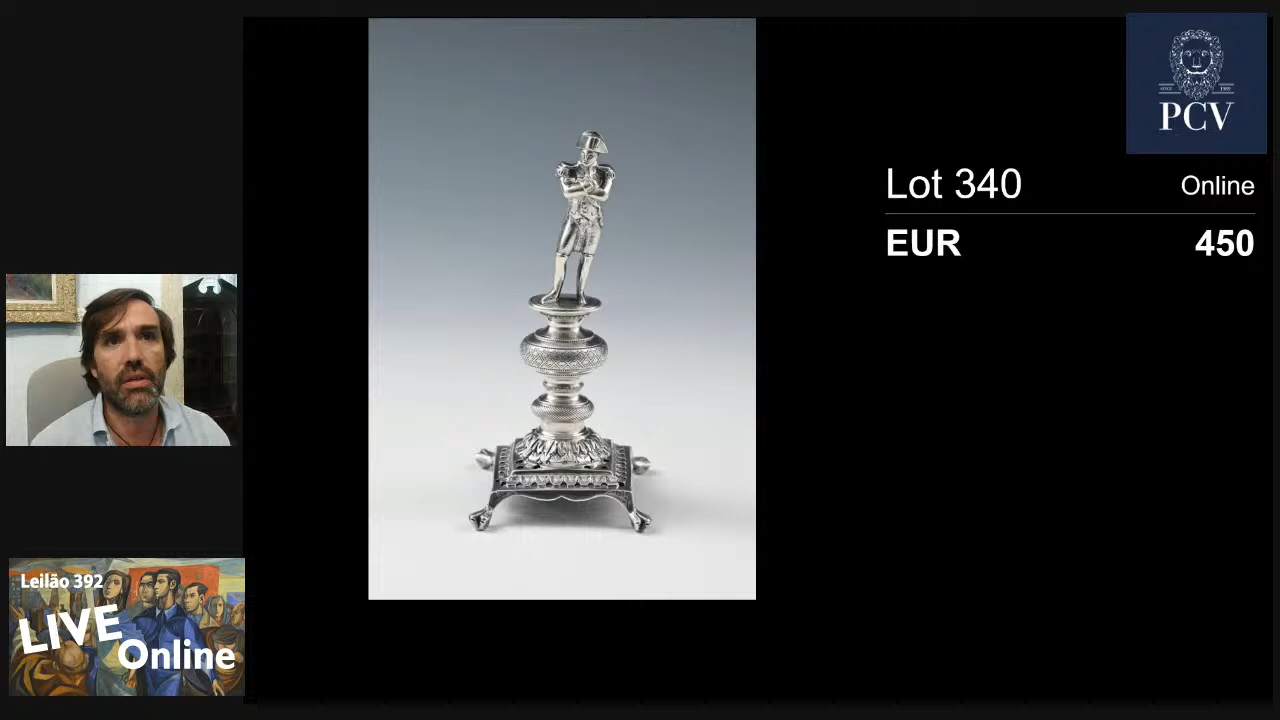 SINCE 1989
PCV
Lot 340 Online
EUR 450
Leilão 392
LIVE
Online